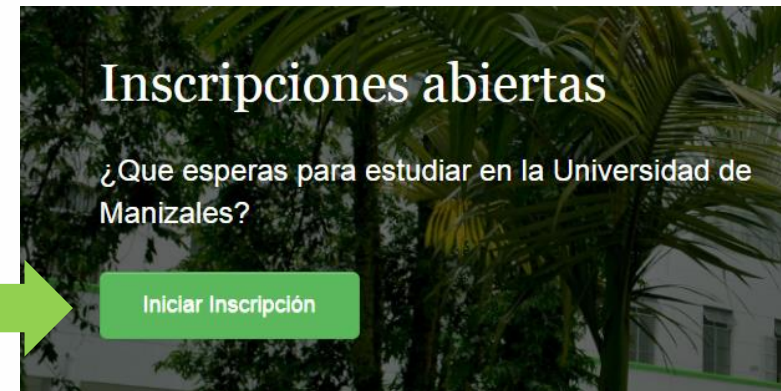 Inscripciones abiertas
¿Que esperas para estudiar en la Universidad de
Manizales?
Iniciar Inscripción